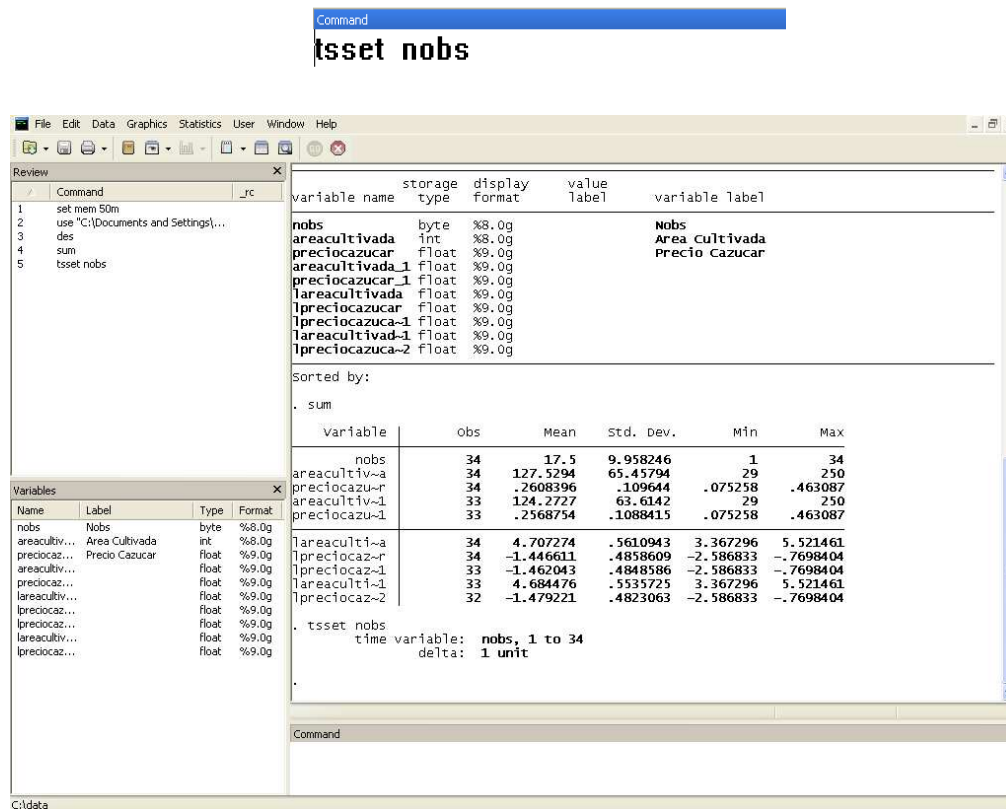 Command
tsset nobs
File Edit Data Graphics Statistics User Window Help
Review
Command _rc
1 set mem 50m
2 use "C:\Documents and Settings\...
3 des
4 sum
5 tsset nobs
Variables
Name Label Type Format
nobs Nobs byte %8.0g
areacultiv... Area Cultivada int %8.0g
preciocaz... Precio Cazucar float %9.0g
areacultiv... float %9.0g
preciocaz... float %9.0g
lareacultiv... float %9.0g
lpreciocaz... float %9.0g
lpreciocaz... float %9.0g
lareacultiv... float %9.0g
lpreciocaz... float %9.0g
storage display value
variable name type format label variable label
nobs byte %8.0g Nobs
areacultivada int %8.0g Area Cultivada
preciocazucar float %9.0g Precio Cazucar
areacultivada_1 float %9.0g
preciocazucar_1 float %9.0g
lareacultivada float %9.0g
lpreciocazucar float %9.0g
lpreciocazuca~1 float %9.0g
lareacultivad~1 float %9.0g
lpreciocazuca~2 float %9.0g
Sorted by:
. sum
Variable | Obs Mean Std. Dev. Min Max
nobs | 34 17.5 9.958246 1 34
areacultiv~a | 34 127.5294 65.45794 29 250
preciocazu~r | 34 .2608396 .109644 .075258 .463087
areacultiv~1 | 33 124.2727 63.6142 29 250
preciocazu~1 | 33 .2568754 .1088415 .075258 .463087
lareaculti~a | 34 4.707274 .5610943 3.367296 5.521461
lpreciocaz~r | 34 -1.446611 .4858609 -2.586833 -.7698404
lpreciocaz~1 | 33 -1.462043 .4848586 -2.586833 -.7698404
lareaculti~1 | 33 4.684476 .5535725 3.367296 5.521461
lpreciocaz~2 | 32 -1.479221 .4823063 -2.586833 -.7698404
. tsset nobs
time variable: nobs, 1 to 34
delta: 1 unit
.
Command
C:\data